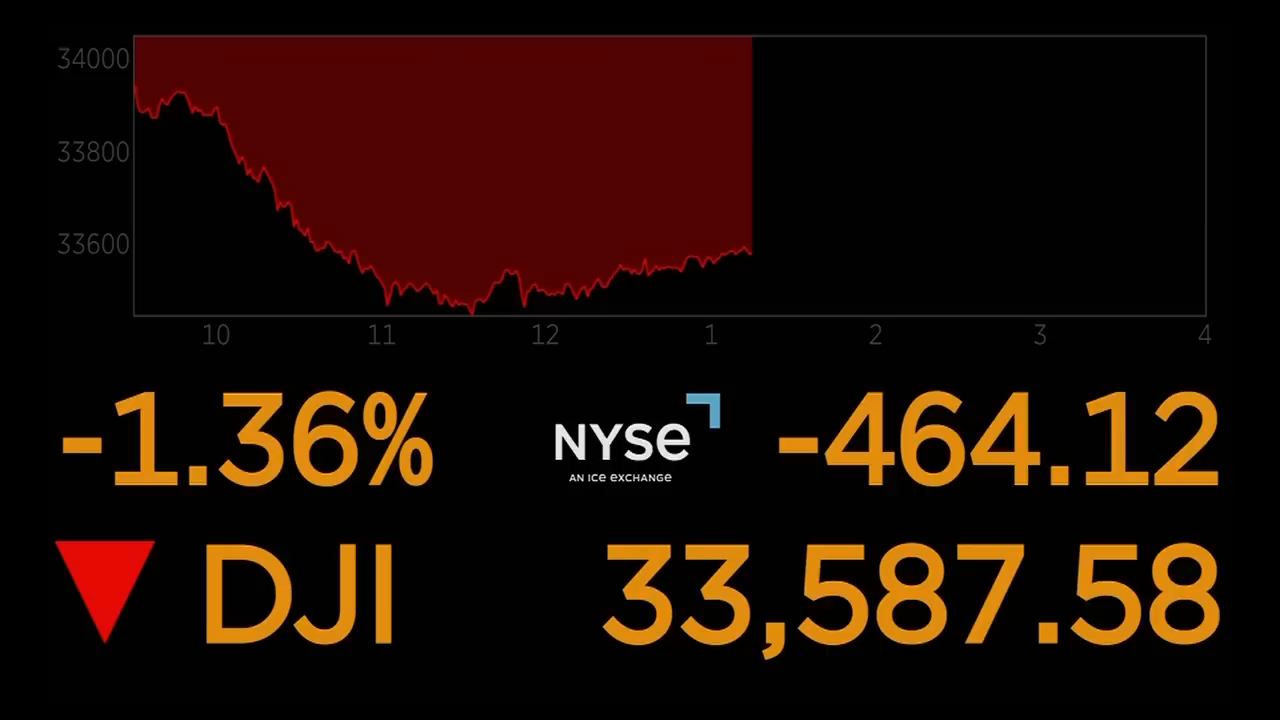 34000
33800
33600
10 11 12 1 2 3 4
-1.36% NYSE -464.12
AN ICE EXCHANGE
DJI 33,587.58